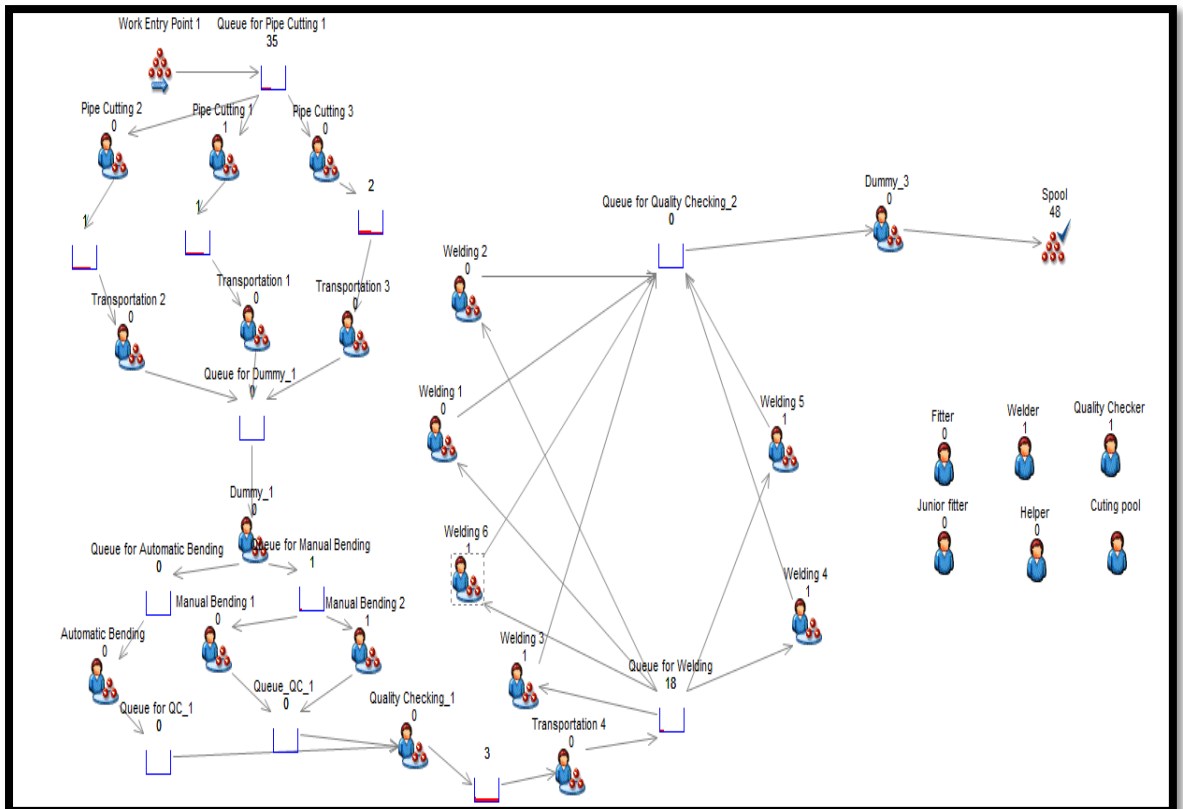 Work Entry Point 1
Queue for Pipe Cutting 1
35
Pipe Cutting 2
0
Pipe Cutting 1
1
Pipe Cutting 3
0
1
1
2
Transportation 2
0
Transportation 1
0
Transportation 3
0
Queue for Dummy_1
0
Dummy_1
0
Queue for Automatic Bending
0
Queue for Manual Bending
1
Automatic Bending
0
Manual Bending 1
0
Manual Bending 2
1
Queue for QC_1
0
Queue_QC_1
0
Quality Checking_1
0
3
Transportation 4
0
Queue for Welding
18
Welding 2
0
Welding 1
0
Welding 6
1
Welding 3
1
Welding 5
1
Welding 4
1
Queue for Quality Checking_2
0
Dummy_3
0
Spool
48
Fitter
0
Welder
1
Quality Checker
1
Junior fitter
0
Helper
0
Cuting pool